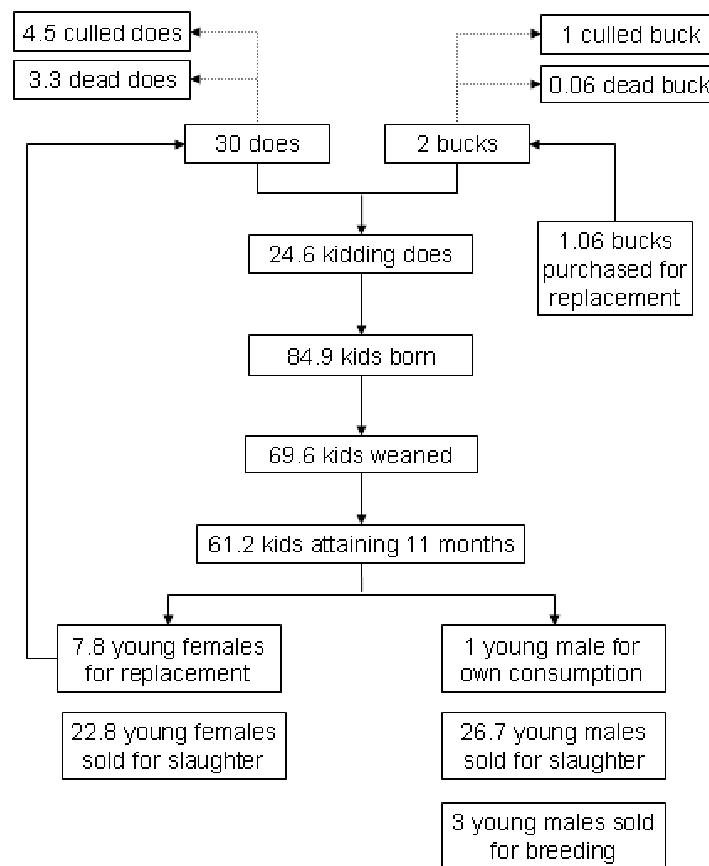 4.5 culled does
1 culled buck
3.3 dead does
0.06 dead buck
30 does
2 bucks
24.6 kidding does
1.06 bucks
purchased for
replacement
84.9 kids born
69.6 kids weaned
61.2 kids attaining 11 months
7.8 young females
for replacement
1 young male for
own consumption
22.8 young females
sold for slaughter
26.7 young males
sold for slaughter
3 young males sold
for breeding